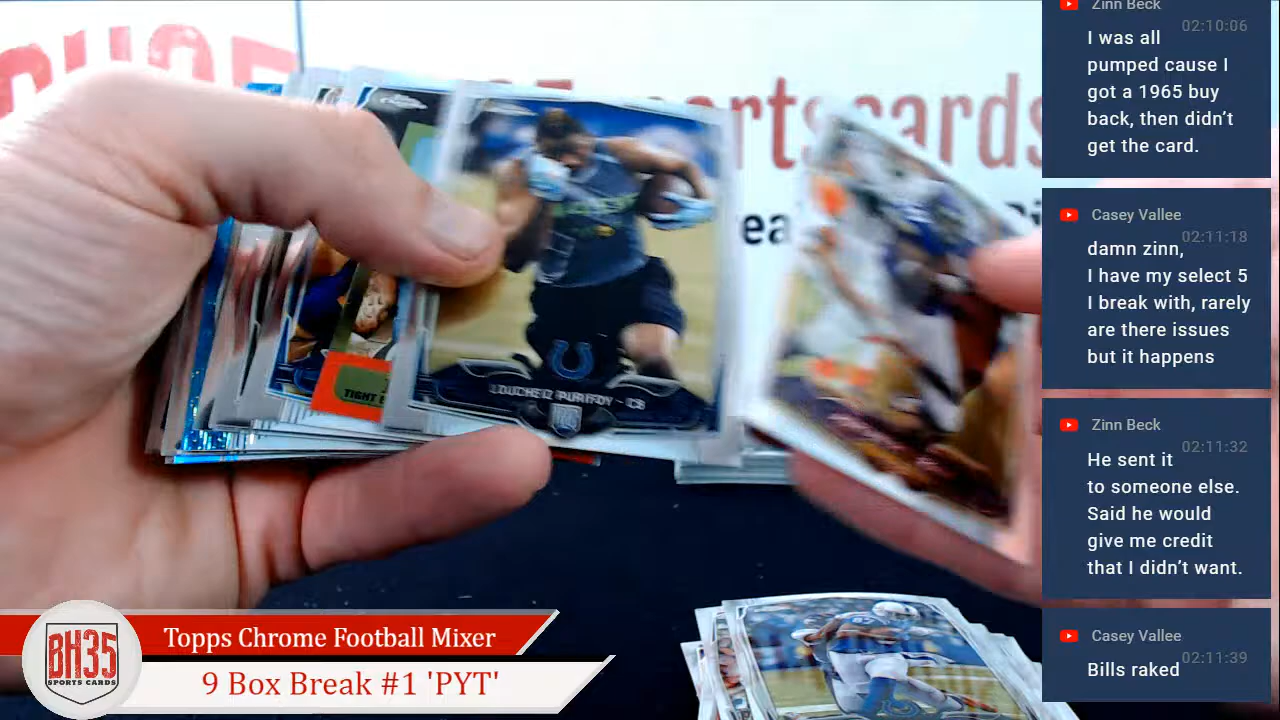 Zinn Beck
02:10:06
I was all
pumped cause I
got a 1965 buy
back, then didn't
get the card.
Casey Vallee
02:11:18
damn zinn,
I have my select 5
I break with, rarely
are there issues
but it happens
Zinn Beck
02:11:32
He sent it
to someone else.
Said he would
give me credit
that I didn't want.
Casey Vallee
02:11:39
Bills raked
TIGHT
BH35
SPORTS CARDS
Topps Chrome Football Mixer
9 Box Break #1 'PYT'